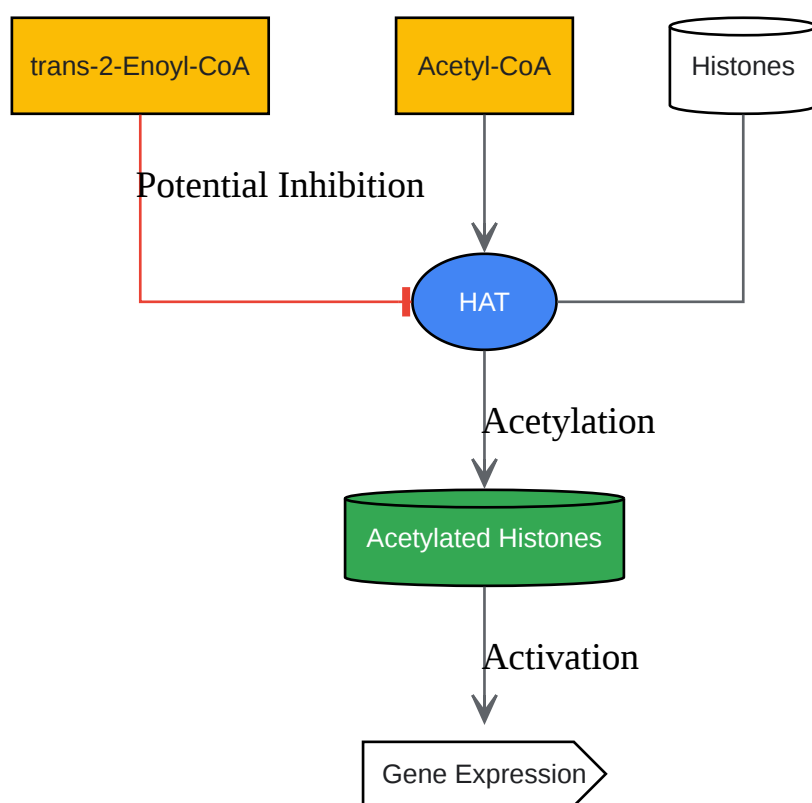 trans-2-Enoyl-CoA
Acetyl-CoA
Histones
Potential Inhibition
HAT
Acetylation
Acetylated Histones
Activation
Gene Expression